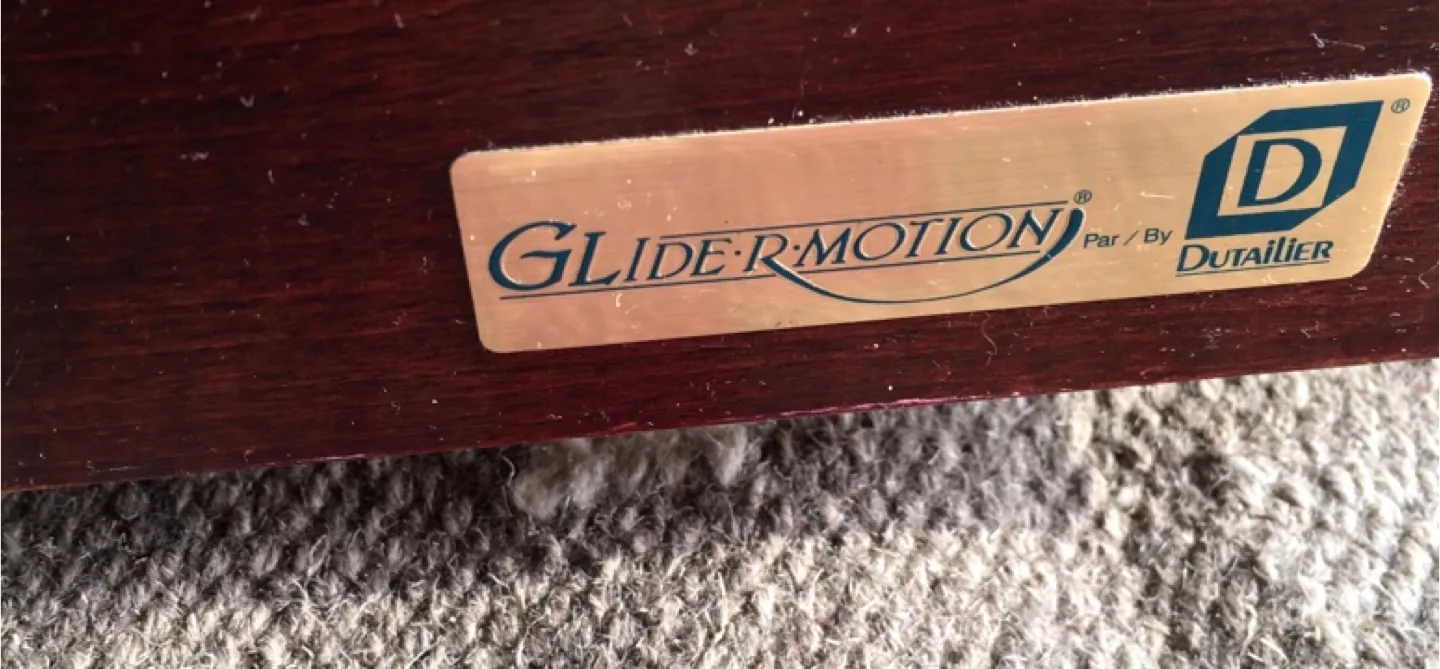 GLIDE·R·MOTION® Par / By
D®
DUTAILIER